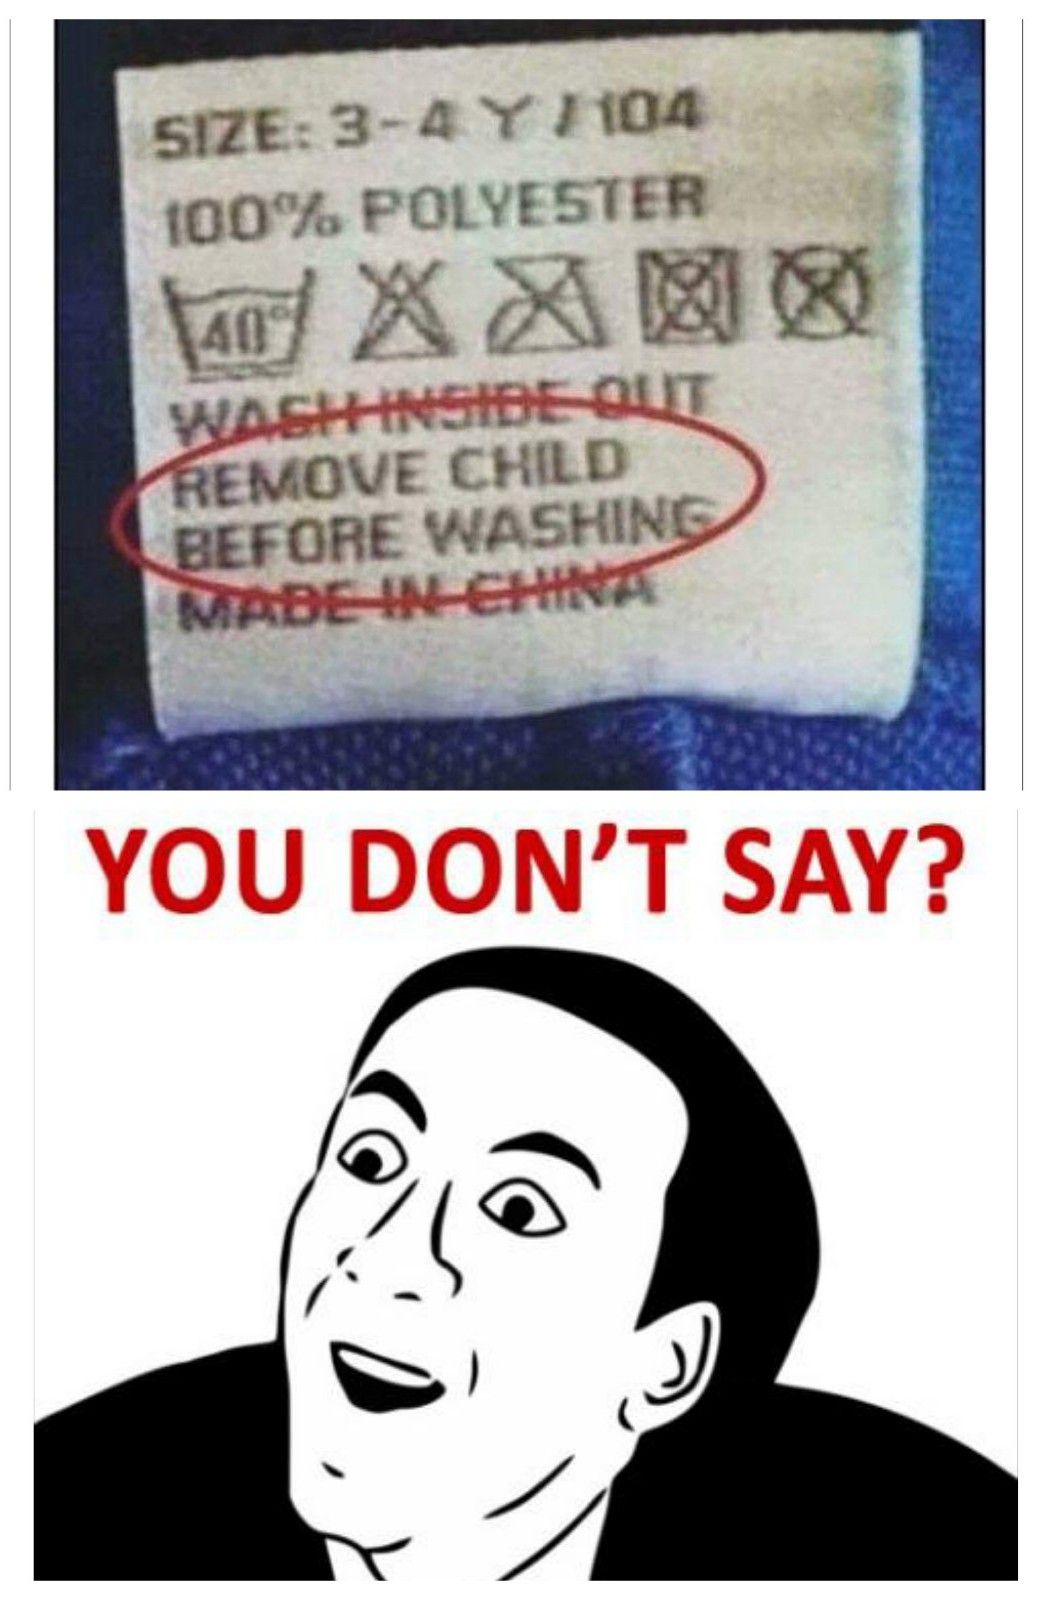 SIZE: 3-4 Y / 104
100% POLYESTER
40°
WASH INSIDE OUT
REMOVE CHILD
BEFORE WASHING
MADE IN CHINA
YOU DON'T SAY?